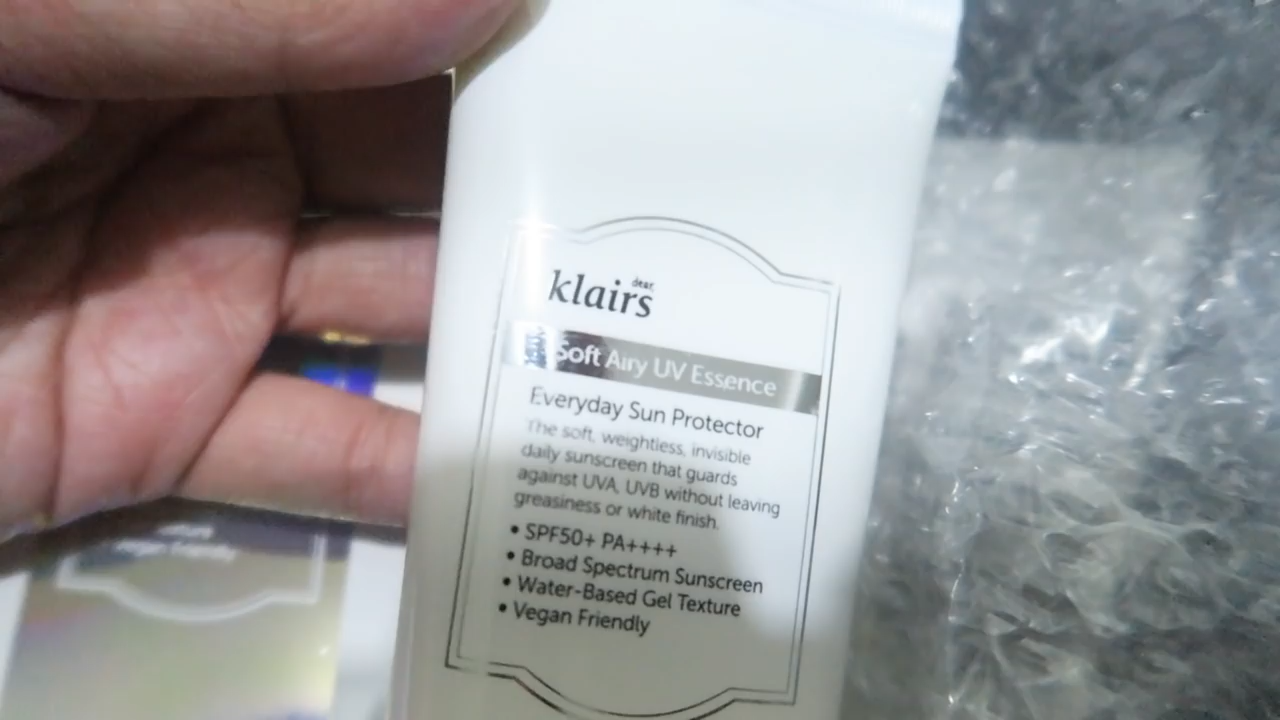 dear,
klairs
Soft Airy UV Essence
Everyday Sun Protector
The soft, weightless, invisible
daily sunscreen that guards
against UVA, UVB without leaving
greasiness or white finish.
• SPF50+ PA++++
• Broad Spectrum Sunscreen
• Water-Based Gel Texture
• Vegan Friendly